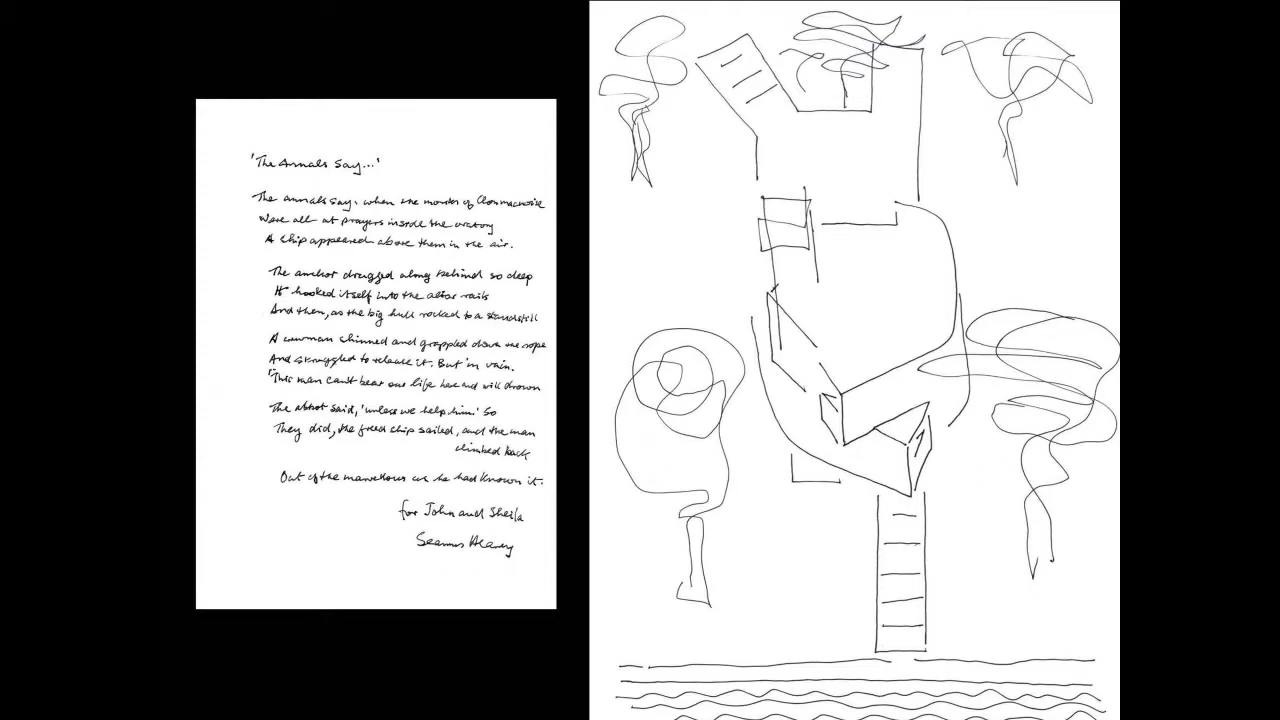 'The Annals Say...'
The annals say: when the monks of Clonmacnoise
Were all at prayers inside the oratory
A ship appeared above them in the air.
The anchor dragged along behind so deep
It hooked itself into the altar rails
And then, as the big hull rocked to a standstill
A crewman shinned and grappled down the rope
And struggled to release it. But in vain.
'This man can't bear our life here and will drown
The abbot said, 'unless we help him.' So
They did, the freed ship sailed, and the man
climbed back
Out of the marvellous as he had known it.
for John and Sheila
Seamus Heaney